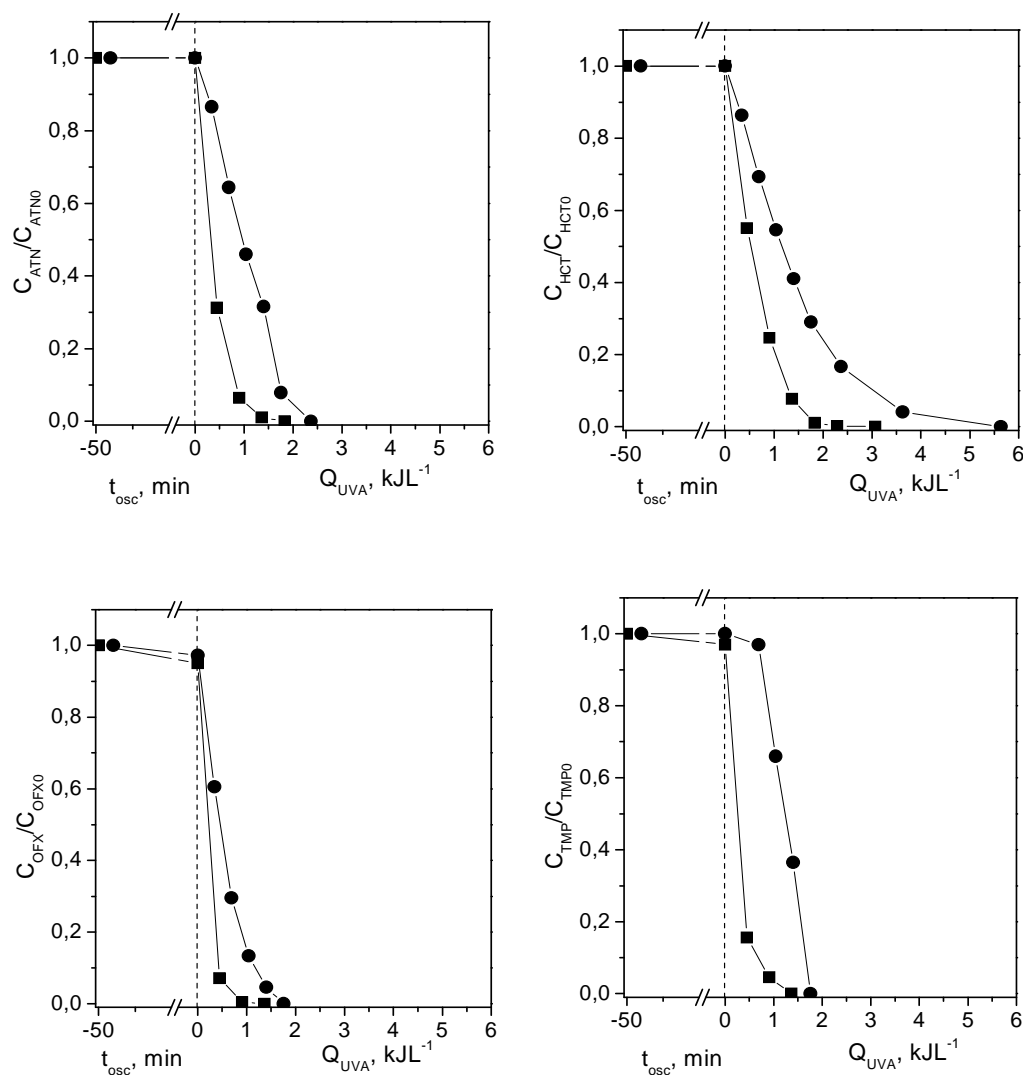 1,0
0,8
0,6
0,4
0,2
0,0
C_ATN/C_ATN0
-50 0 1 2 3 4 5 6
t_osc, min Q_UVA, kJL^-1
1,0
0,8
0,6
0,4
0,2
0,0
C_HCT/C_HCT0
-50 0 1 2 3 4 5 6
t_osc, min Q_UVA, kJL^-1
1,0
0,8
0,6
0,4
0,2
0,0
C_OFX/C_OFX0
-50 0 1 2 3 4 5 6
t_osc, min Q_UVA, kJL^-1
1,0
0,8
0,6
0,4
0,2
0,0
C_TMP/C_TMP0
-50 0 1 2 3 4 5 6
t_osc, min Q_UVA, kJL^-1